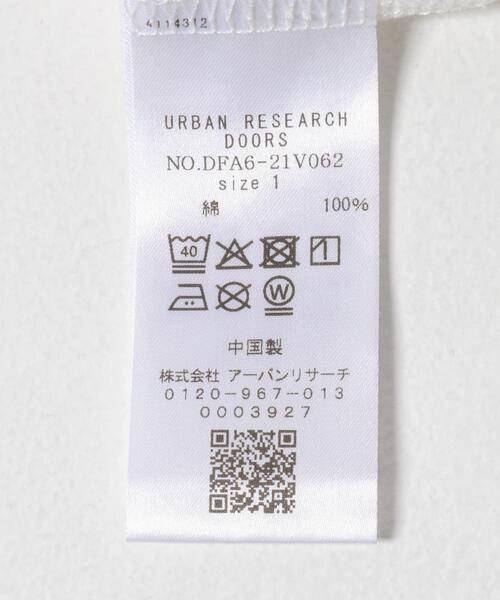 4114312
URBAN RESEARCH
DOORS
NO.DFA6-21V062
size 1
綿 100%
40
W
中国製
株式会社 アーバンリサーチ
0120-967-013
0003927